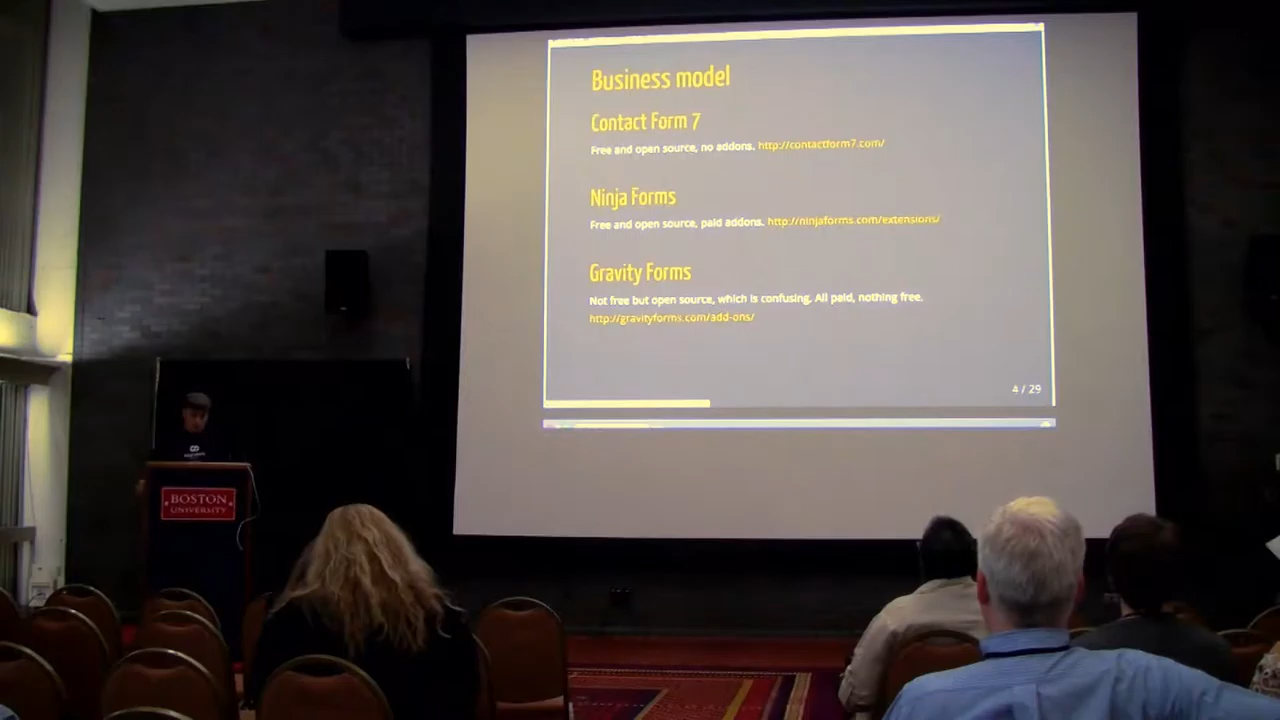 Business model
Contact Form 7
Free and open source, no addons. http://contactform7.com/
Ninja Forms
Free and open source, paid addons. http://ninjaforms.com/extensions/
Gravity Forms
Not free but open source, which is confusing. All paid, nothing free.
http://gravityforms.com/add-ons/
4 / 29
BOSTON
UNIVERSITY